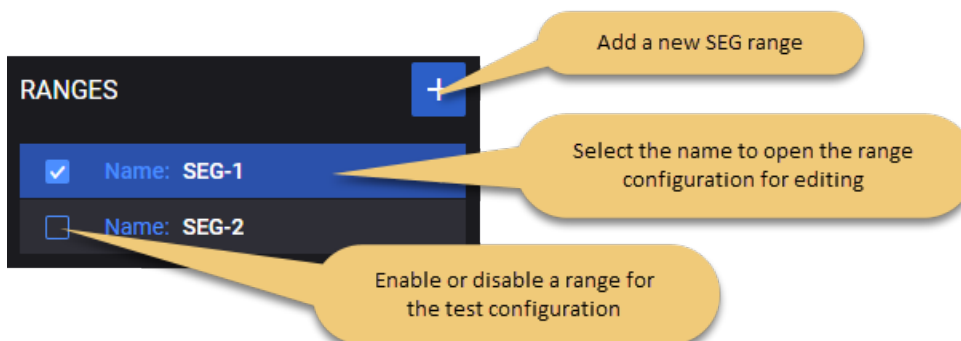 Add a new SEG range
RANGES
+
Select the name to open the range
configuration for editing
Name: SEG-1
Name: SEG-2
Enable or disable a range for
the test configuration